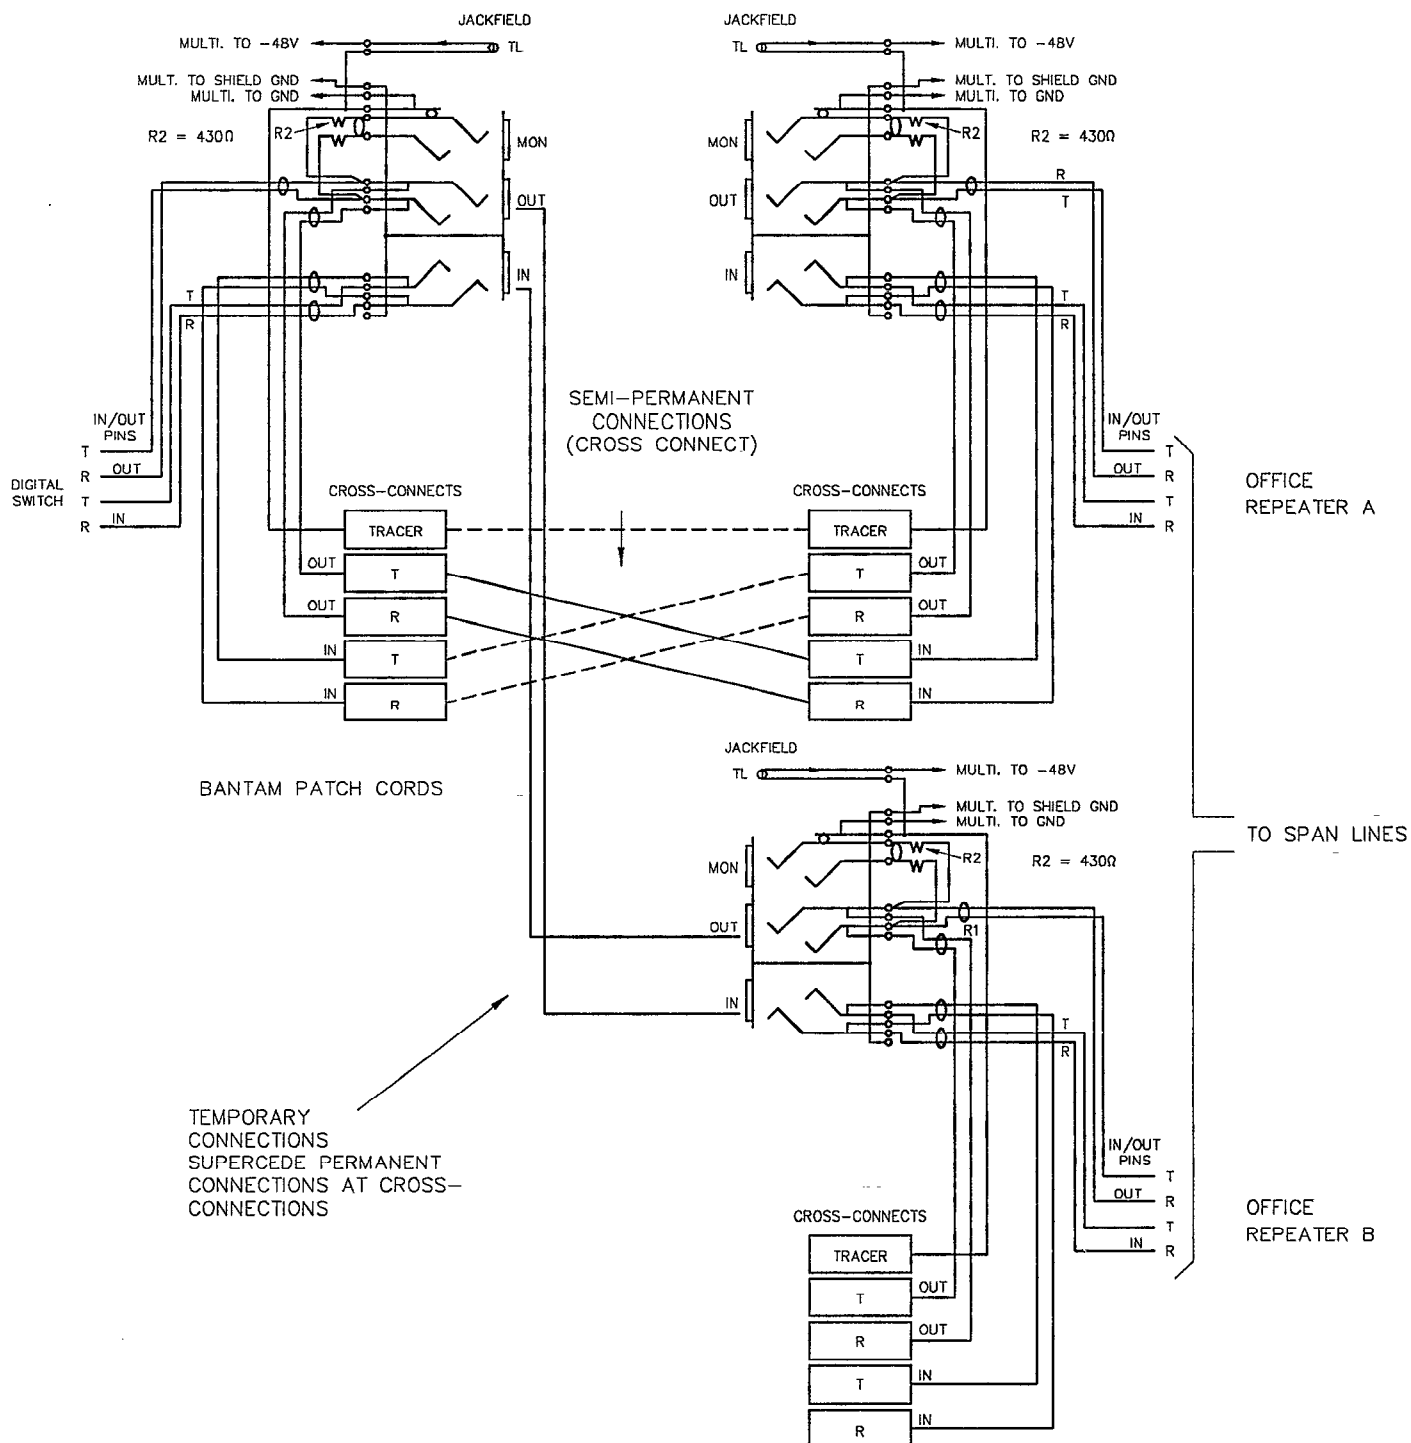 JACKFIELD
JACKFIELD
MULTI. TO -48V
TL
TL
MULTI. TO -48V
MULT. TO SHIELD GND
MULTI. TO GND
MULT. TO SHIELD GND
MULTI. TO GND
R2 = 430Ω
R2
MON
MON
R2
R2 = 430Ω
OUT
OUT
R
T
IN
IN
T
R
T
R
SEMI-PERMANENT
CONNECTIONS
(CROSS CONNECT)
IN/OUT
PINS
T
R
OUT
T
R
IN
DIGITAL
SWITCH
IN/OUT
PINS
T
OUT
R
T
IN
R
OFFICE
REPEATER A
CROSS-CONNECTS
TRACER
OUT
T
OUT
R
IN
T
IN
R
CROSS-CONNECTS
TRACER
T
OUT
R
OUT
T
IN
R
IN
BANTAM PATCH CORDS
JACKFIELD
TL
MULTI. TO -48V
MULT. TO SHIELD GND
MULTI. TO GND
TO SPAN LINES
MON
R2
R2 = 430Ω
OUT
R1
IN
T
R
TEMPORARY
CONNECTIONS
SUPERCEDE PERMANENT
CONNECTIONS AT CROSS-
CONNECTIONS
IN/OUT
PINS
T
OUT
R
T
IN
R
OFFICE
REPEATER B
CROSS-CONNECTS
TRACER
T
OUT
R
OUT
T
IN
R
IN